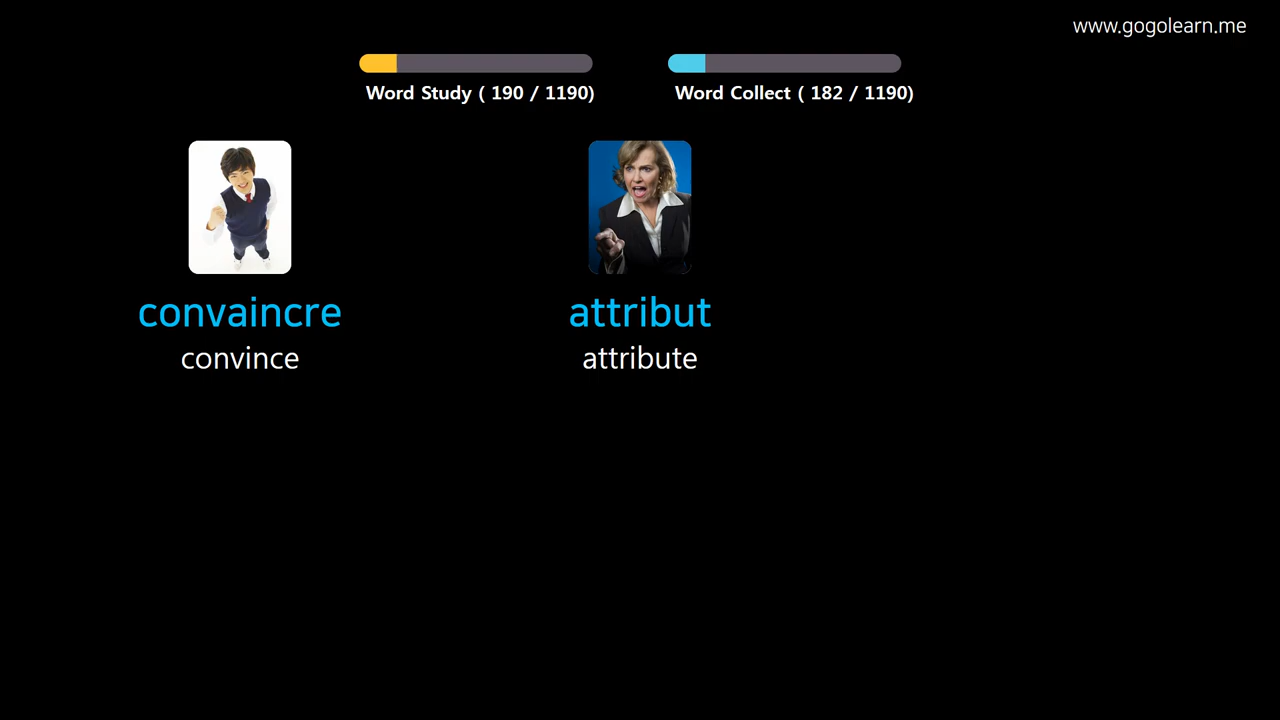 www.gogolearn.me
Word Study ( 190 / 1190)
Word Collect ( 182 / 1190)
convaincre
convince
attribut
attribute